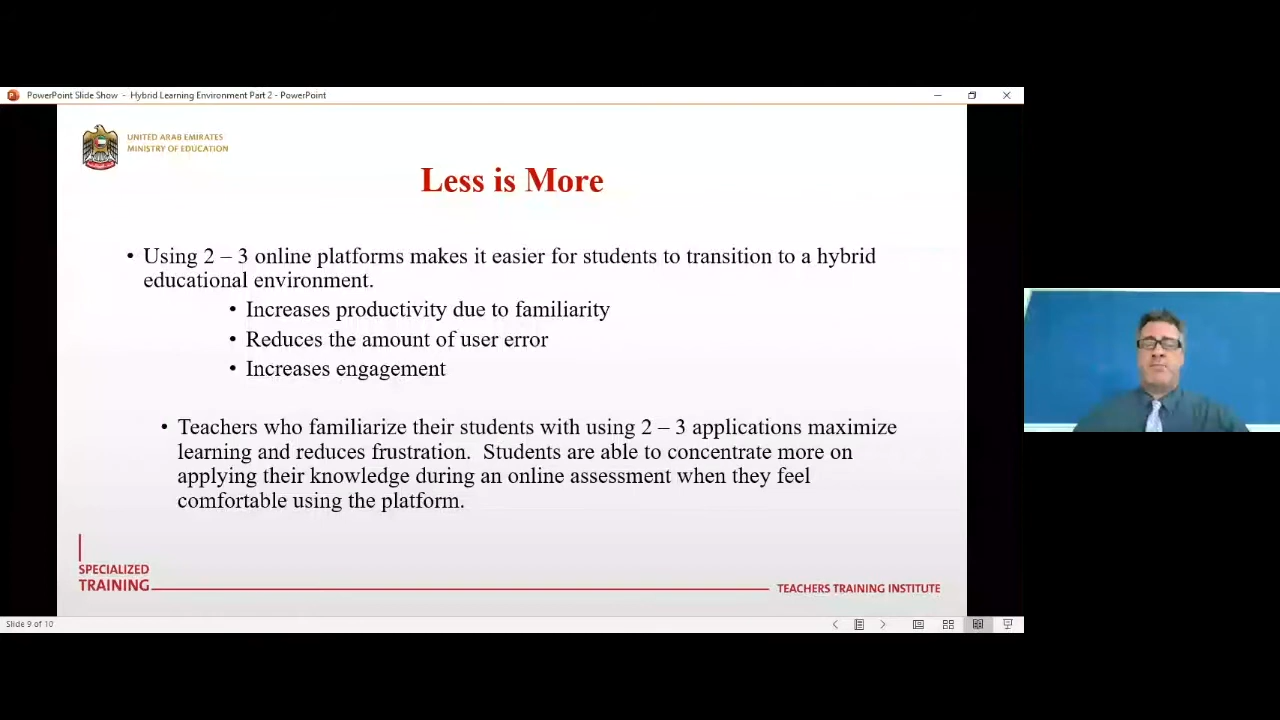 PowerPoint Slide Show - Hybrid Learning Environment Part 2 - PowerPoint
UNITED ARAB EMIRATES
MINISTRY OF EDUCATION
Less is More
• Using 2 – 3 online platforms makes it easier for students to transition to a hybrid
educational environment.
• Increases productivity due to familiarity
• Reduces the amount of user error
• Increases engagement
• Teachers who familiarize their students with using 2 – 3 applications maximize
learning and reduces frustration. Students are able to concentrate more on
applying their knowledge during an online assessment when they feel
comfortable using the platform.
SPECIALIZED
TRAINING
TEACHERS TRAINING INSTITUTE
Slide 9 of 10